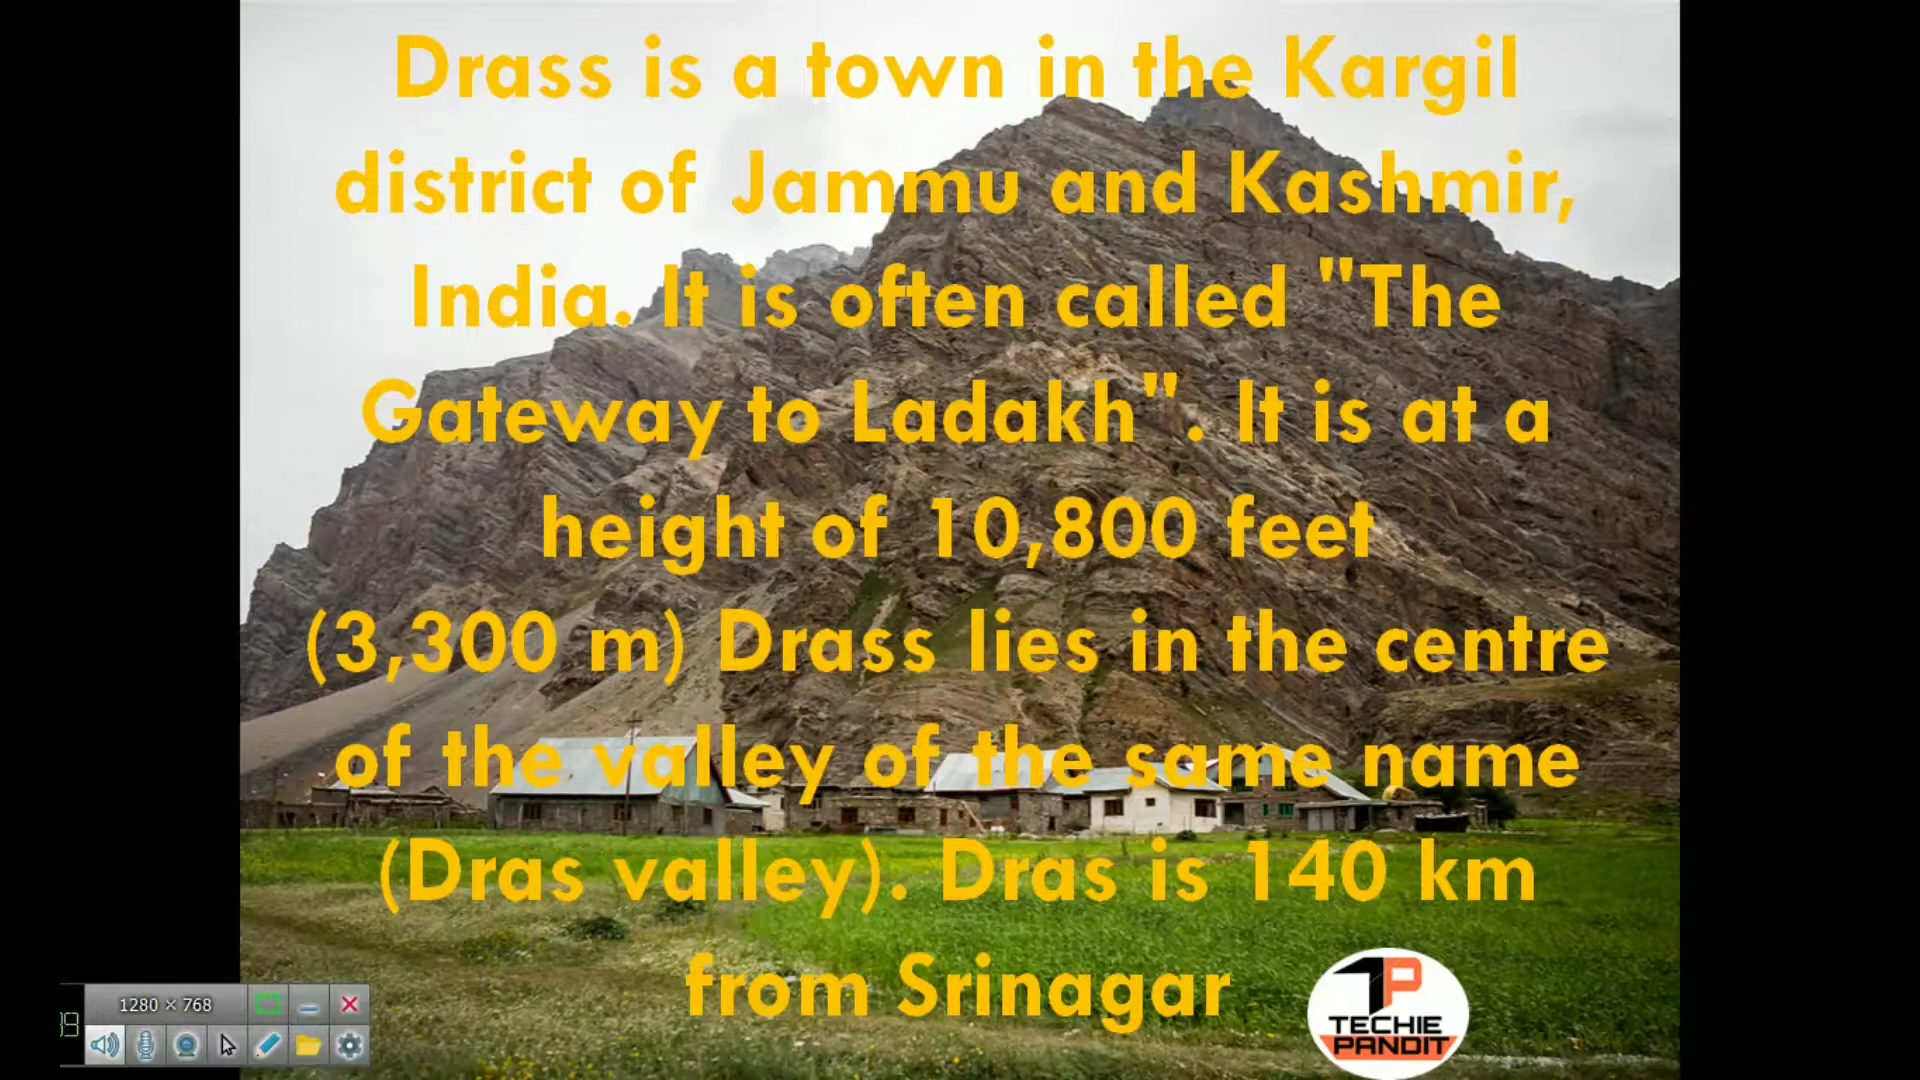 Drass is a town in the Kargil
district of Jammu and Kashmir,
India. It is often called "The
Gateway to Ladakh". It is at a
height of 10,800 feet
(3,300 m) Drass lies in the centre
of the valley of the same name
(Dras valley). Dras is 140 km
from Srinagar
TP
TECHIE
PANDIT
1280 × 768